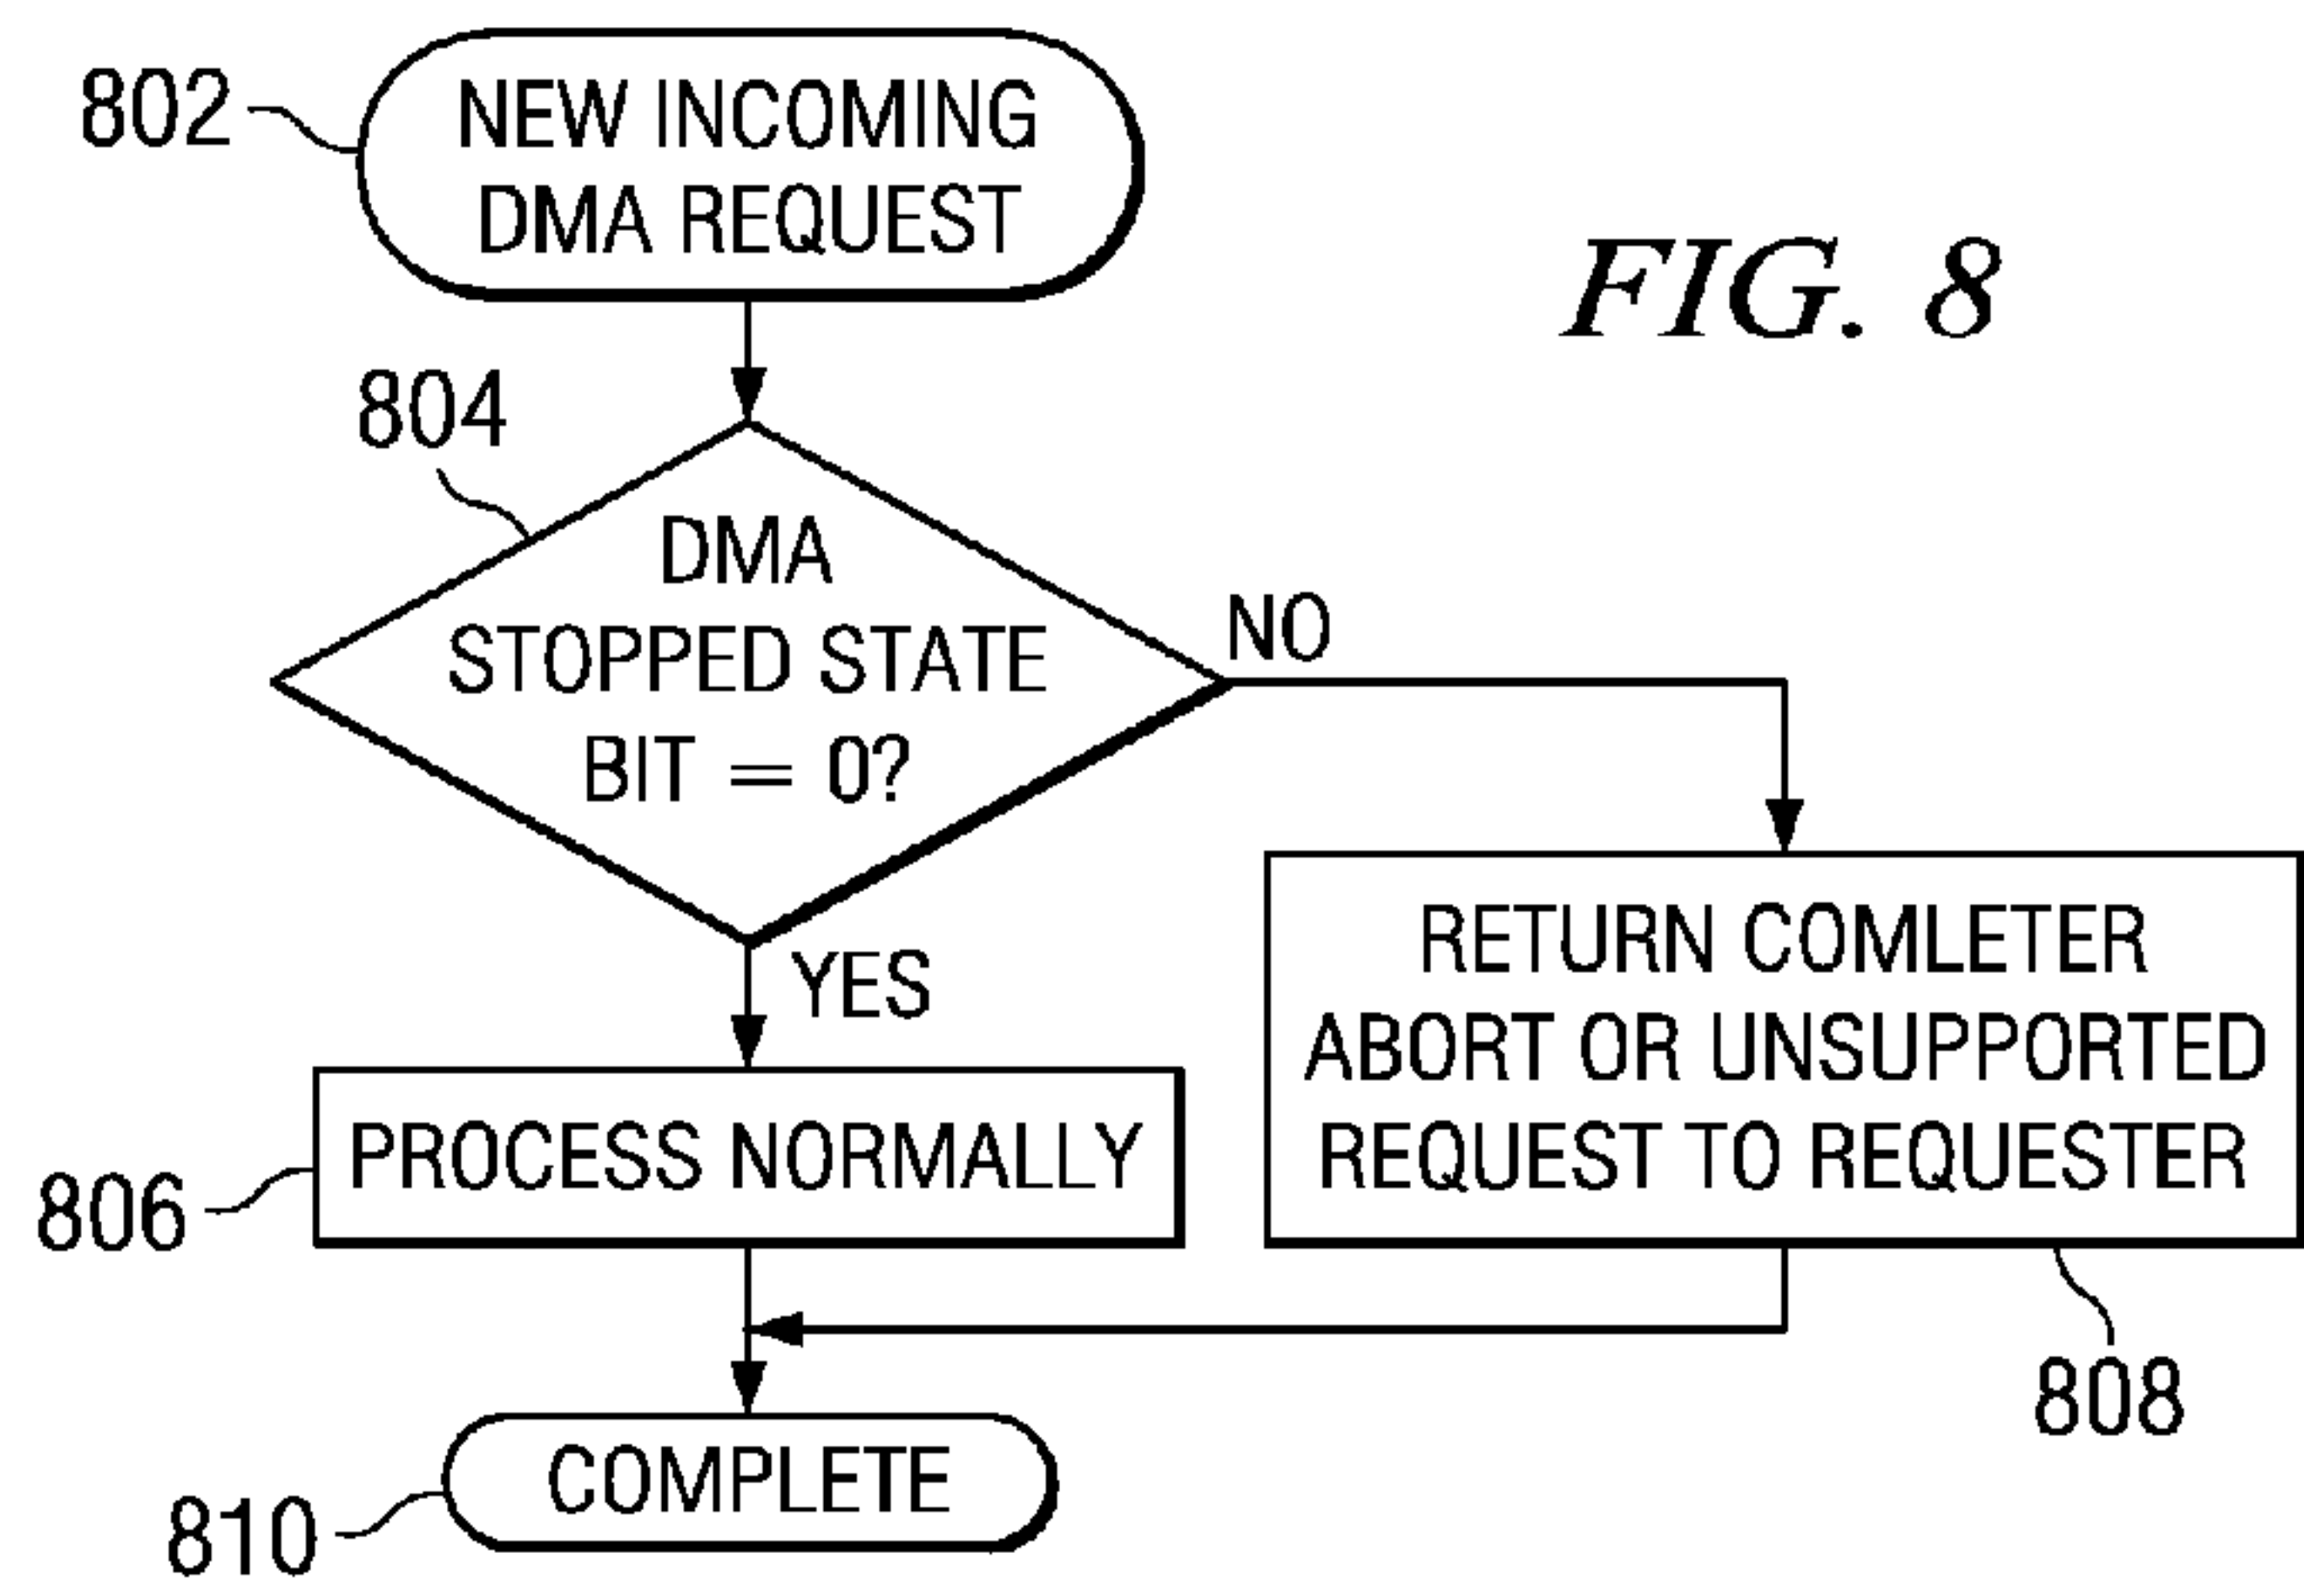 802
NEW INCOMING
DMA REQUEST
FIG. 8
804
DMA
STOPPED STATE
BIT = 0?
NO
YES
RETURN COMLETER
ABORT OR UNSUPPORTED
REQUEST TO REQUESTER
PROCESS NORMALLY
806
808
COMPLETE
810